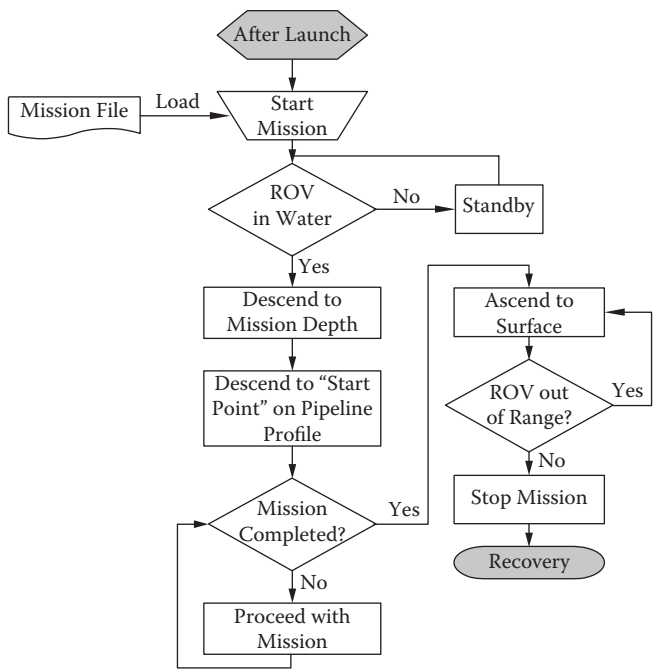 After Launch
Mission File
Load
Start
Mission
ROV
in Water
No
Standby
Yes
Descend to
Mission Depth
Descend to “Start
Point” on Pipeline
Profile
Mission
Completed?
Yes
No
Proceed with
Mission
Ascend to
Surface
ROV out
of Range?
Yes
No
Stop Mission
Recovery